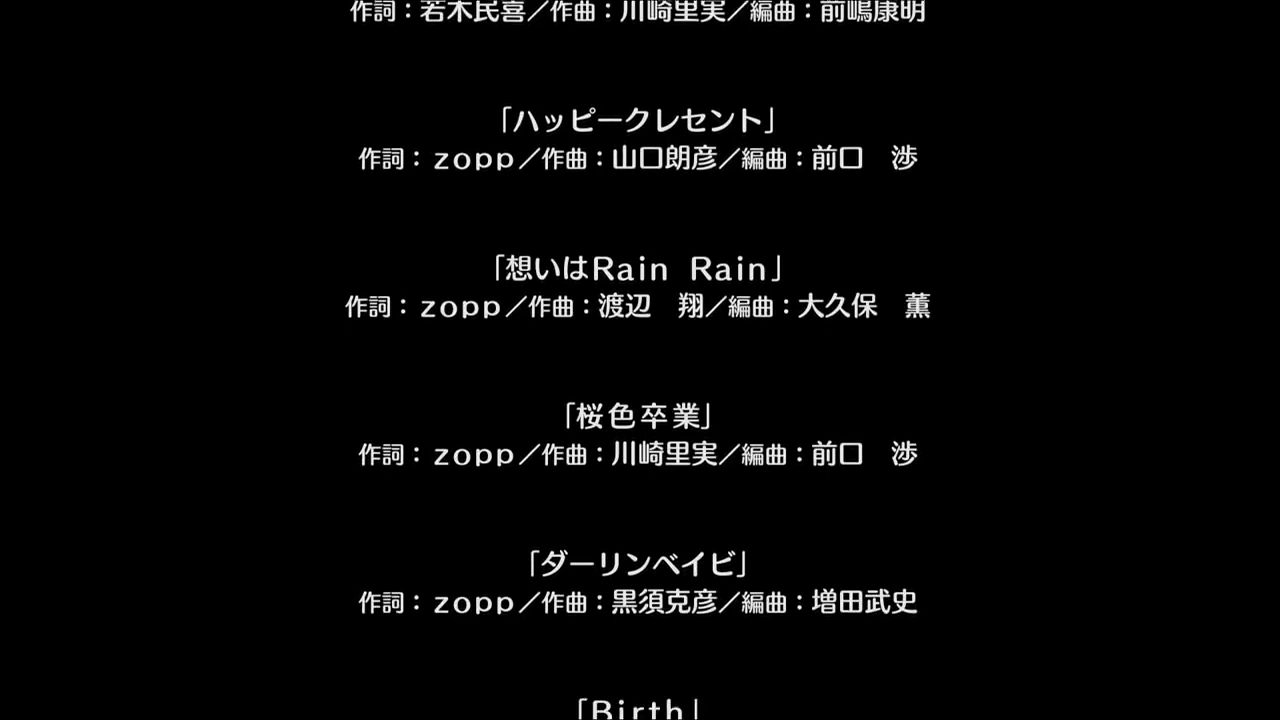 作詞：若木民喜／作曲：川崎里実／編曲：前嶋康明
「ハッピークレセント」
作詞：ｚｏｐｐ／作曲：山口朗彦／編曲：前口　渉
「想いはRain Rain」
作詞：ｚｏｐｐ／作曲：渡辺　翔／編曲：大久保　薫
「桜色卒業」
作詞：ｚｏｐｐ／作曲：川崎里実／編曲：前口　渉
「ダーリンベイビ」
作詞：ｚｏｐｐ／作曲：黒須克彦／編曲：増田武史
「Birth」